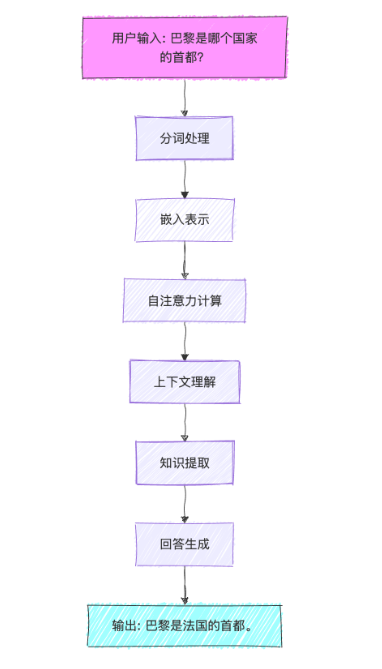 用户输入: 巴黎是哪个国家
的首都?
分词处理
嵌入表示
自注意力计算
上下文理解
知识提取
回答生成
输出: 巴黎是法国的首都。